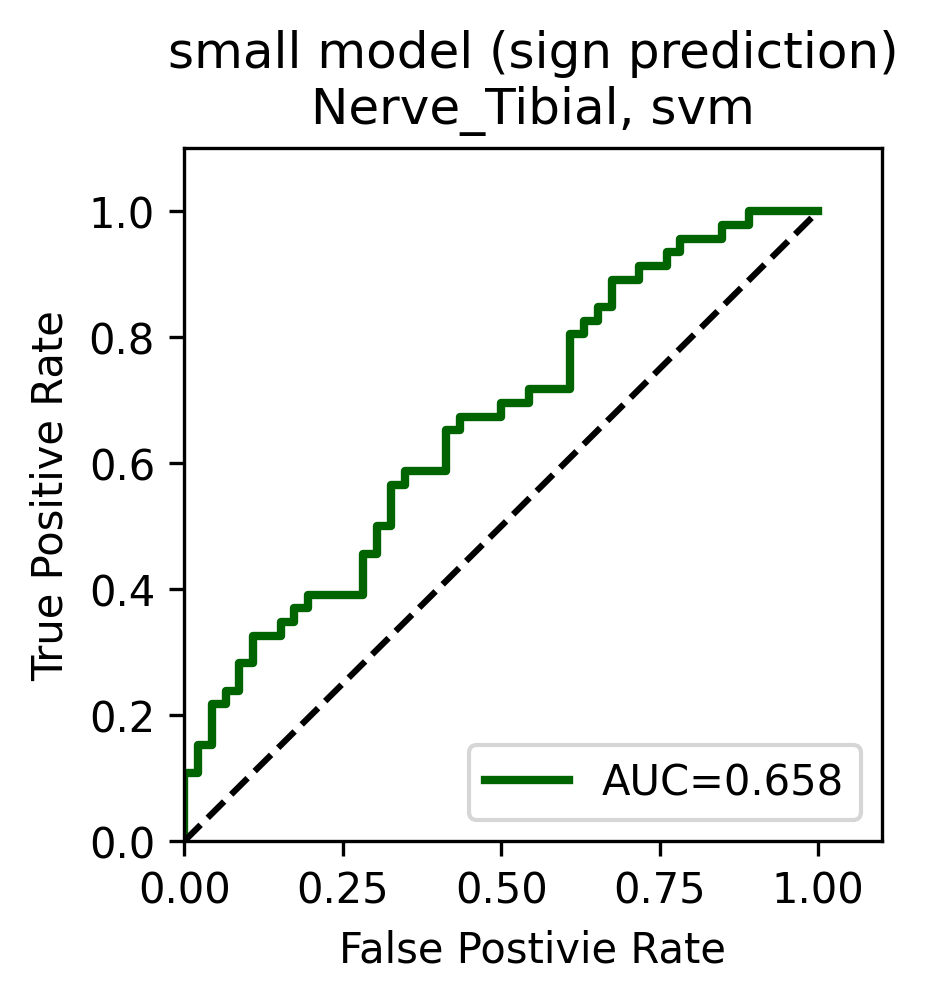 small model (sign prediction)
Nerve_Tibial, svm
True Positive Rate
1.0
0.8
0.6
0.4
0.2
0.0
AUC=0.658
0.00 0.25 0.50 0.75 1.00
False Postivie Rate